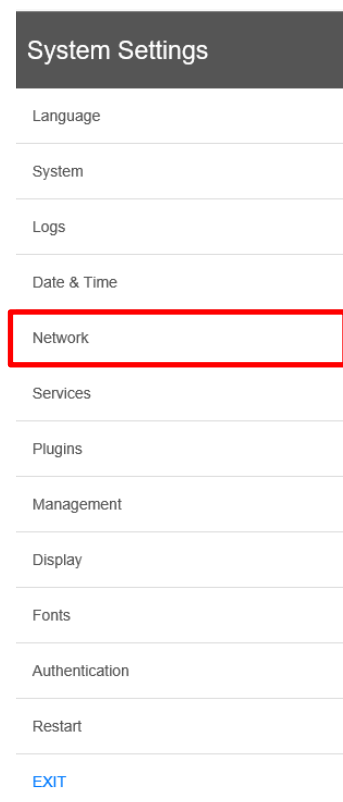 System Settings
Language
System
Logs
Date & Time
Network
Services
Plugins
Management
Display
Fonts
Authentication
Restart
EXIT